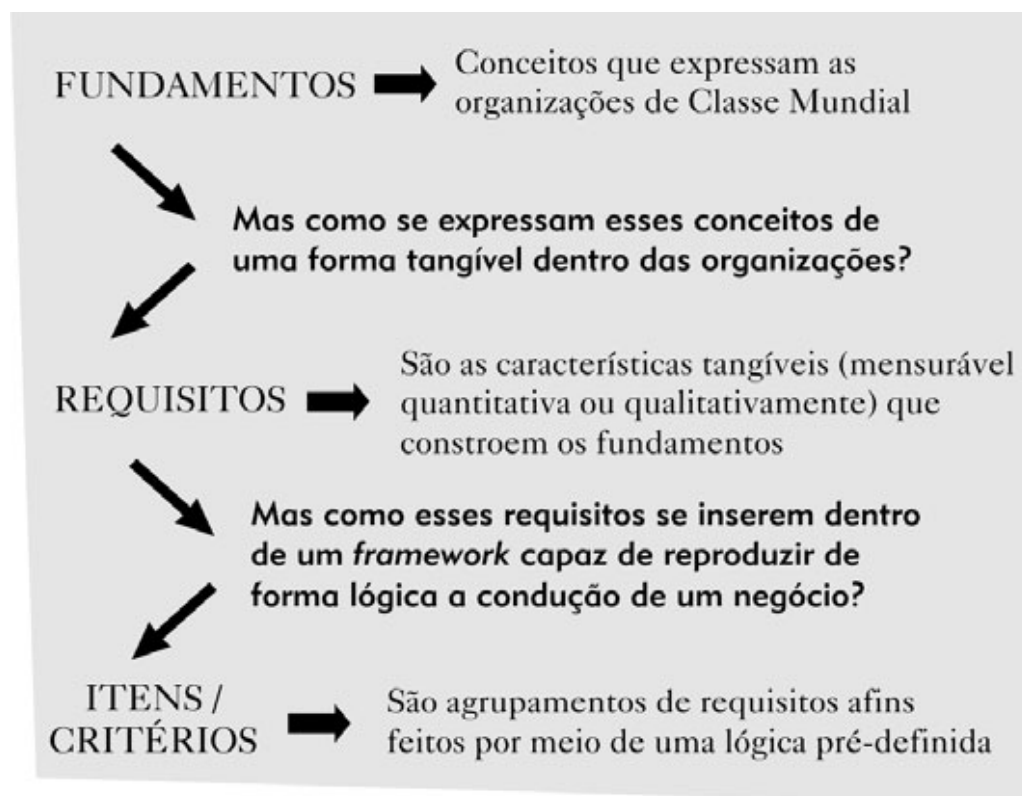 FUNDAMENTOS
Conceitos que expressam as
organizações de Classe Mundial
Mas como se expressam esses conceitos de
uma forma tangível dentro das organizações?
REQUISITOS
São as características tangíveis (mensurável
quantitativa ou qualitativamente) que
constroem os fundamentos
Mas como esses requisitos se inserem dentro
de um framework capaz de reproduzir de
forma lógica a condução de um negócio?
ITENS /
CRITÉRIOS
São agrupamentos de requisitos afins
feitos por meio de uma lógica pré-definida